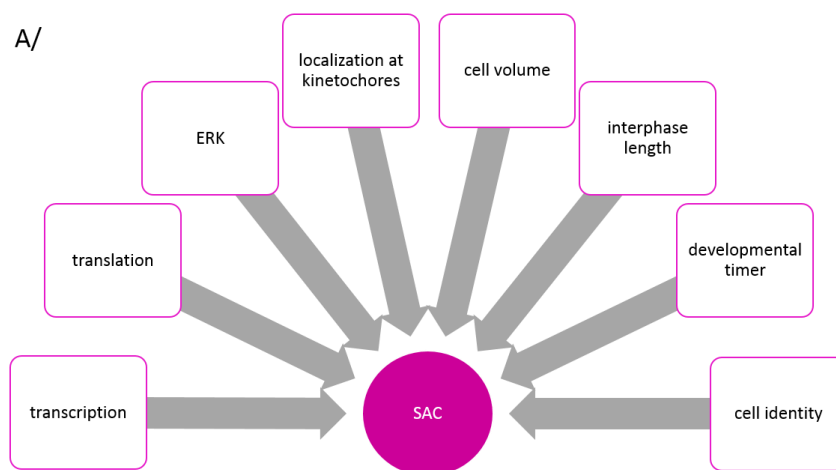 A/
localization at
kinetochores
cell volume
ERK
interphase
length
translation
developmental
timer
transcription
SAC
cell identity